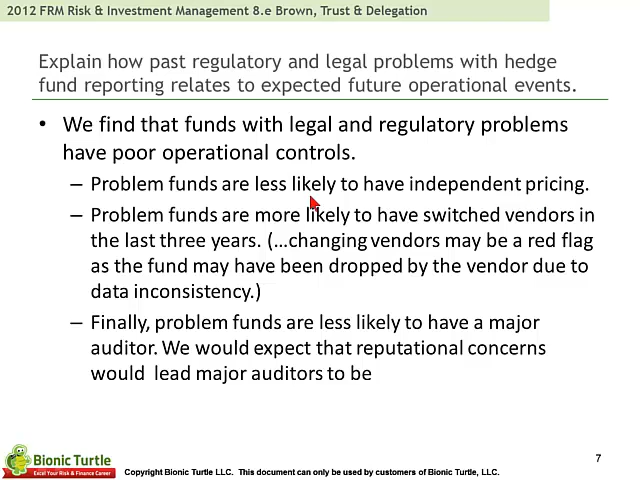 2012 FRM Risk & Investment Management 8.e Brown, Trust & Delegation
Explain how past regulatory and legal problems with hedge
fund reporting relates to expected future operational events.
• We find that funds with legal and regulatory problems
have poor operational controls.
– Problem funds are less likely to have independent pricing.
– Problem funds are more likely to have switched vendors in
the last three years. (...changing vendors may be a red flag
as the fund may have been dropped by the vendor due to
data inconsistency.)
– Finally, problem funds are less likely to have a major
auditor. We would expect that reputational concerns
would  lead major auditors to be
7
Bionic Turtle
Excel Your Risk & Finance Career
Copyright Bionic Turtle LLC.  This document can only be used by customers of Bionic Turtle, LLC.